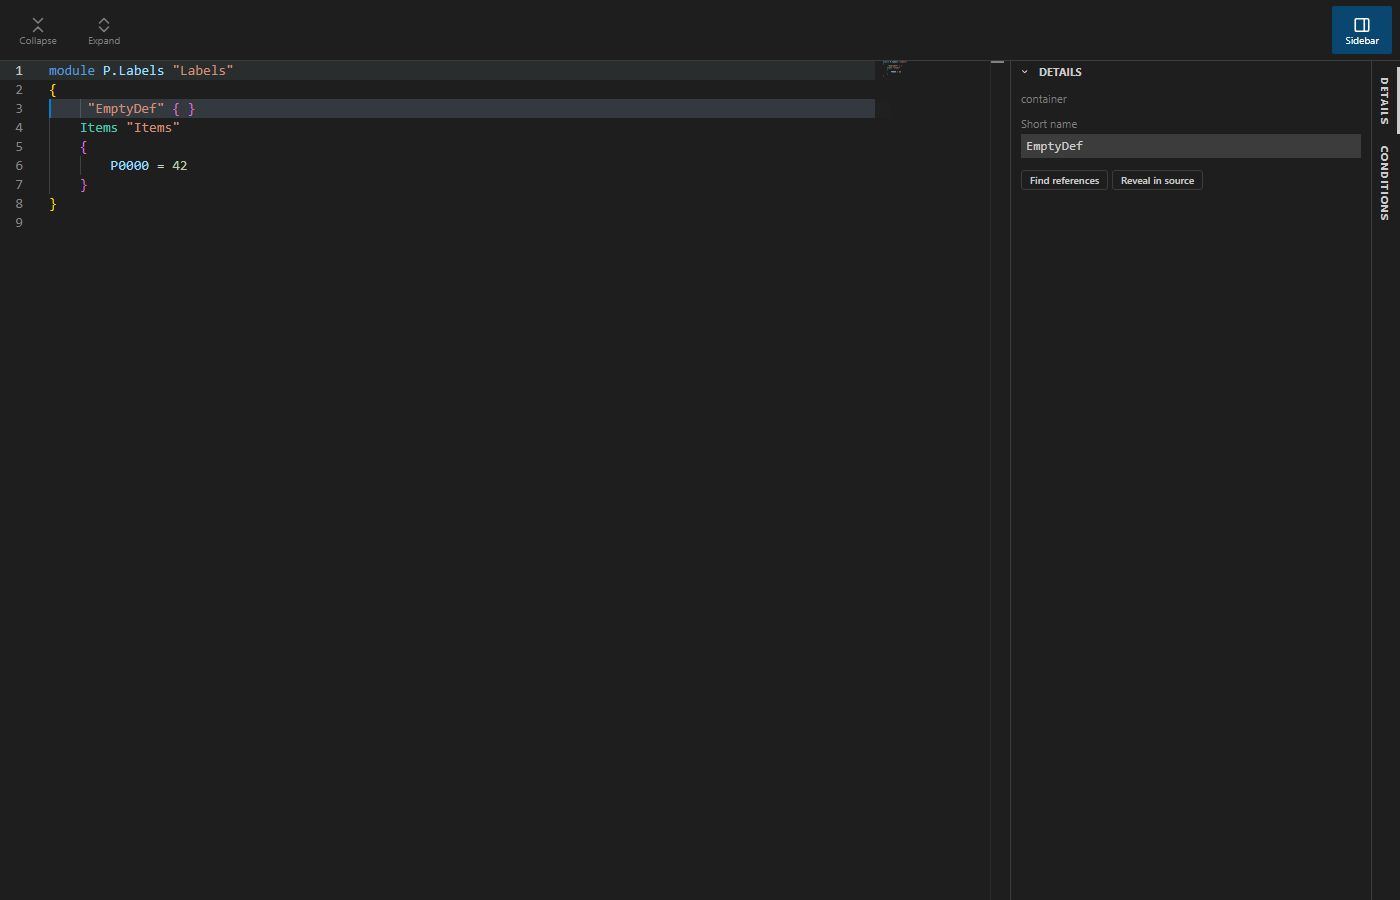 Collapse
Expand
Sidebar
1 module P.Labels "Labels"
2 {
3 "EmptyDef" { }
4 Items "Items"
5 {
6 P0000 = 42
7 }
8 }
9
DETAILS
container
Short name
EmptyDef
Find references
Reveal in source
DETAILS
CONDITIONS